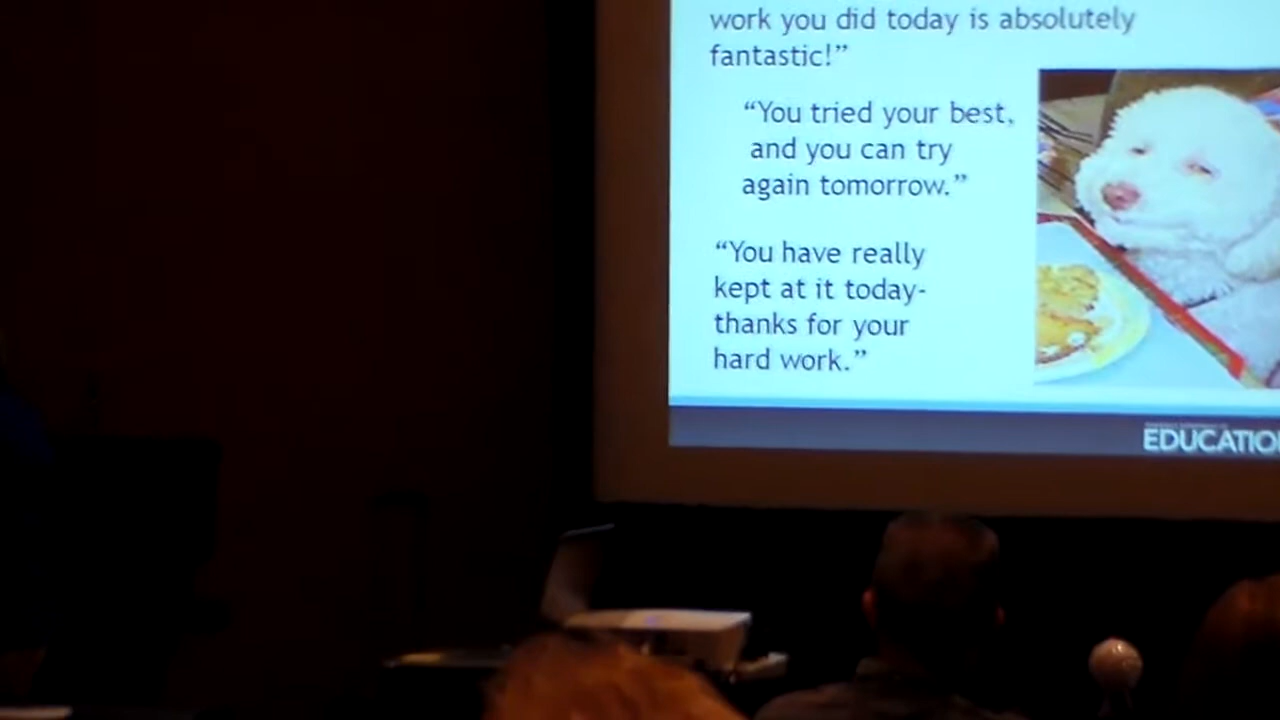 work you did today is absolutely
fantastic!”
“You tried your best,
and you can try
again tomorrow.”
“You have really
kept at it today-
thanks for your
hard work.”
EDUCATIO